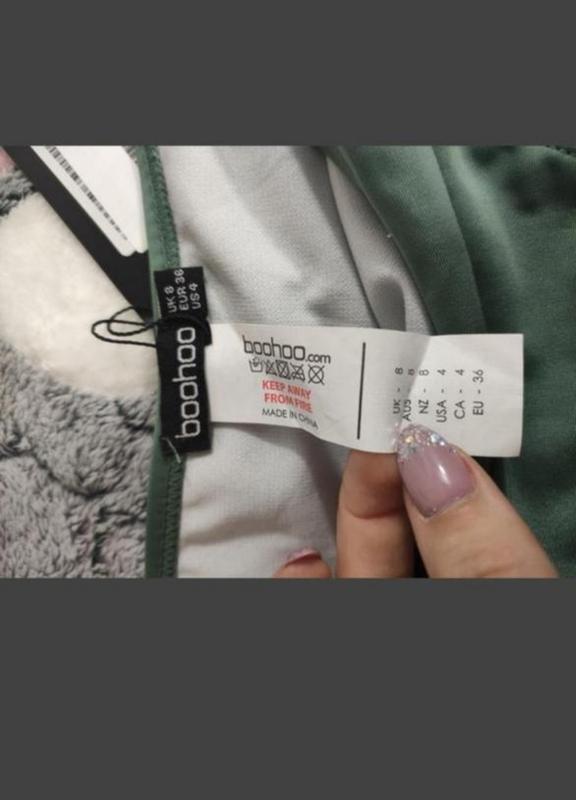 UK 8
EUR 36
US 4
boohoo
boohoo.com
KEEP AWAY
FROM FIRE
MADE IN CHINA
UK - 8
AUS 8
NZ - 8
USA - 4
CA - 4
EU - 36